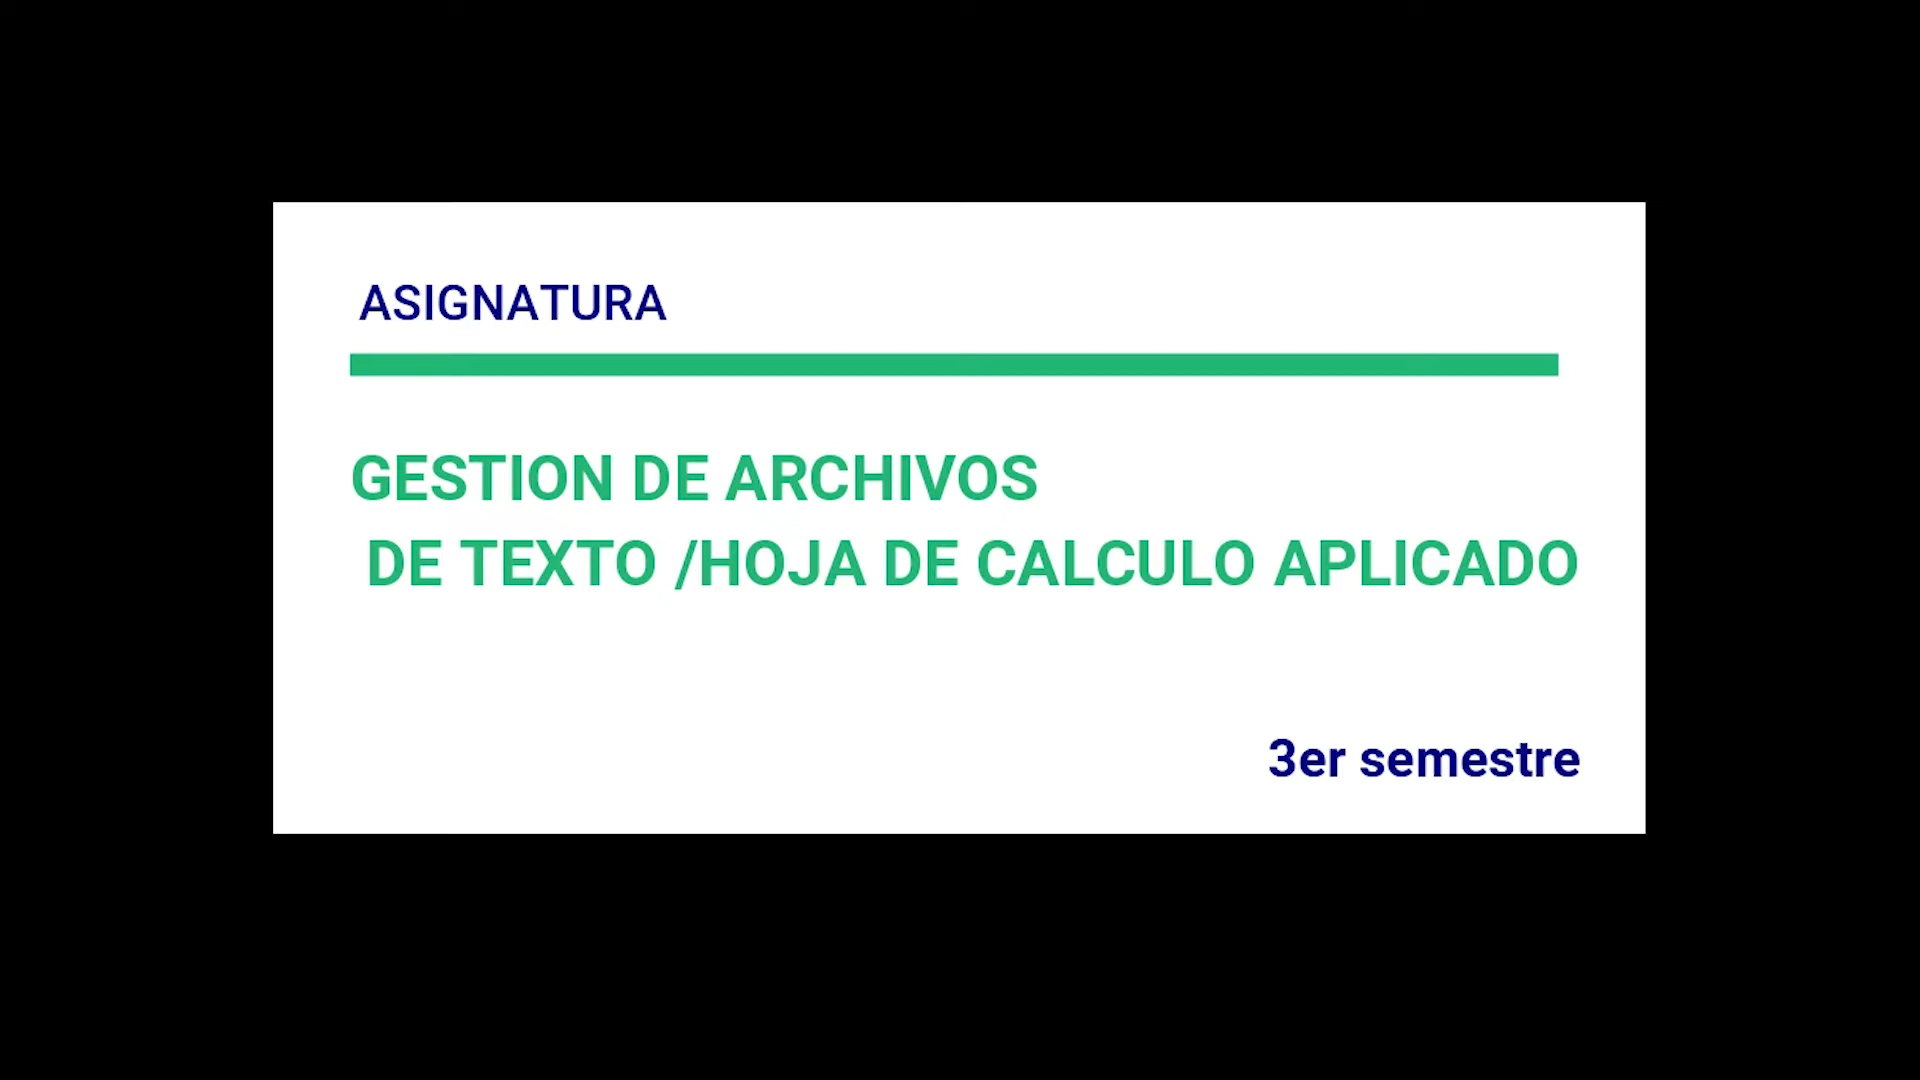 ASIGNATURA
GESTION DE ARCHIVOS
DE TEXTO /HOJA DE CALCULO APLICADO
3er semestre